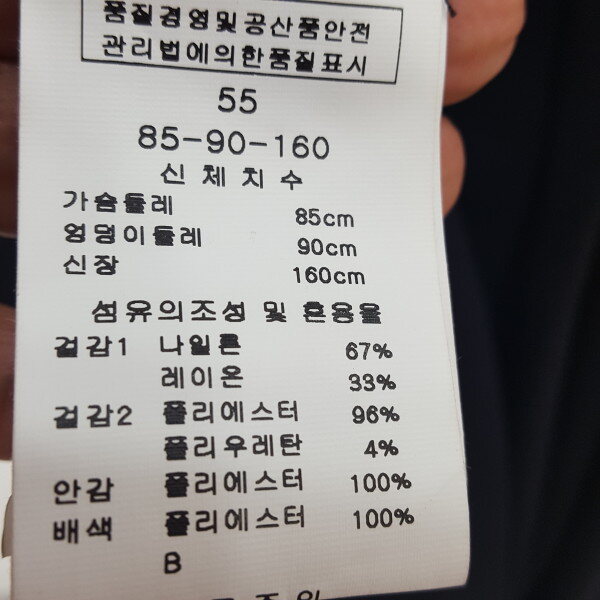 품질경영및공산품안전
관리법에의한품질표시
55
85-90-160
신체치수
가슴둘레 85cm
엉덩이둘레 90cm
신장 160cm
섬유의조성 및 혼용율
겉감1 나일론 67%
레이온 33%
겉감2 폴리에스터 96%
폴리우레탄 4%
안감 폴리에스터 100%
배색 폴리에스터 100%
B